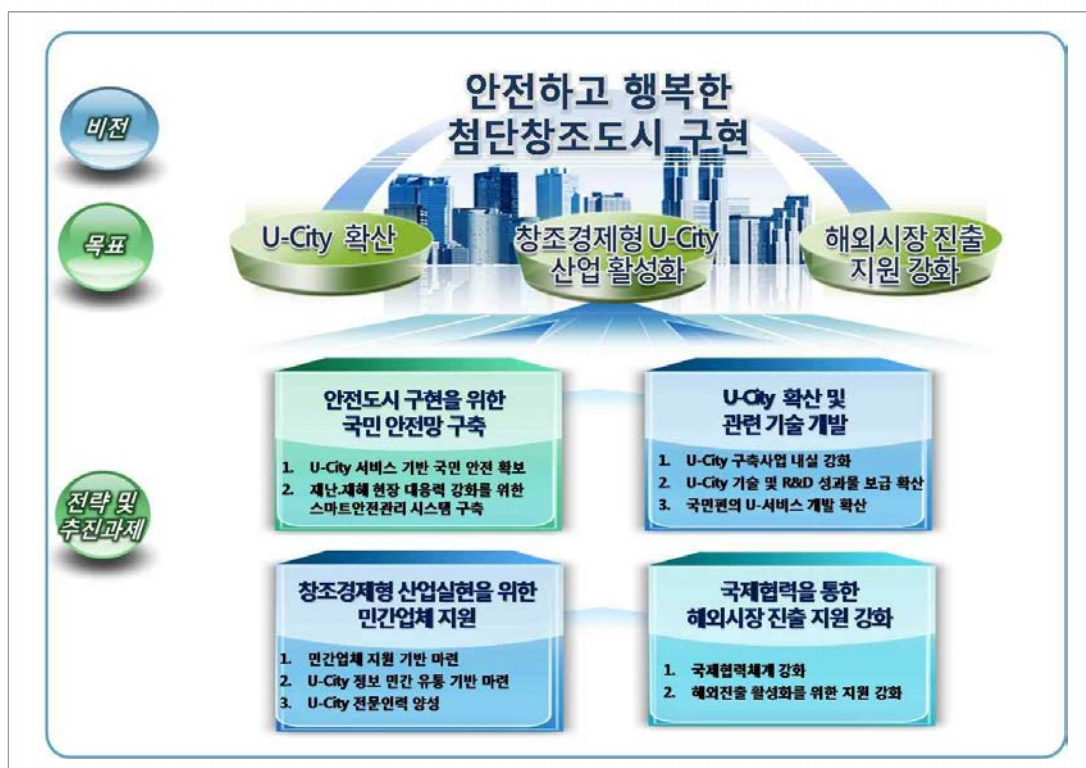 비전
안전하고 행복한
첨단창조도시 구현
목표
U-City 확산
창조경제형 U-City
산업 활성화
해외시장 진출
지원 강화
전략 및
추진과제
안전도시 구현을 위한
국민 안전망 구축
1. U-City 서비스 기반 국민 안전 확보
2. 재난.재해 현장 대응력 강화를 위한
스마트안전관리 시스템 구축
U-City 확산 및
관련 기술 개발
1. U-City 구축사업 내실 강화
2. U-City 기술 및 R&D 성과물 보급 확산
3. 국민편의 U-서비스 개발 확산
창조경제형 산업실현을 위한
민간업체 지원
1. 민간업체 지원 기반 마련
2. U-City 정보 민간 유통 기반 마련
3. U-City 전문인력 양성
국제협력을 통한
해외시장 진출 지원 강화
1. 국제협력체계 강화
2. 해외진출 활성화를 위한 지원 강화